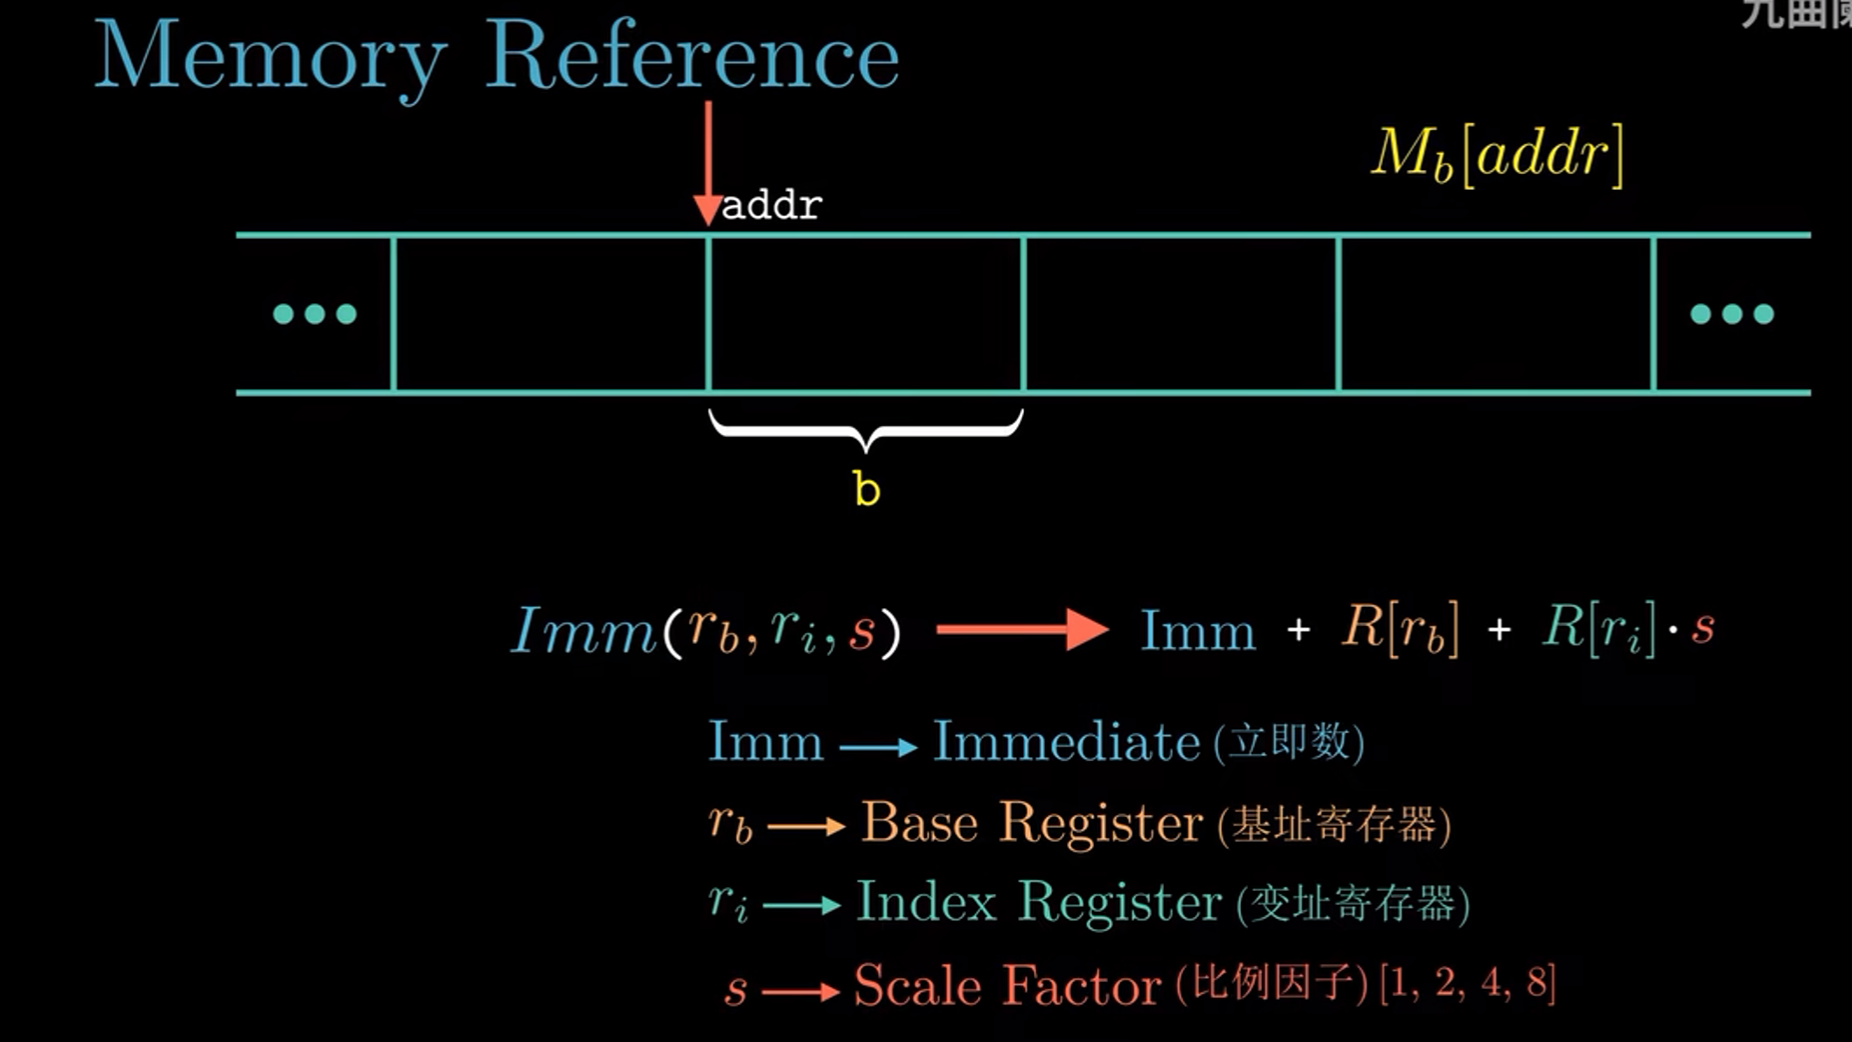 Memory Reference
九曲
addr
M_b[addr]
b
Imm(r_b, r_i, s) → Imm + R[r_b] + R[r_i]·s
Imm → Immediate (立即数)
r_b → Base Register (基址寄存器)
r_i → Index Register (变址寄存器)
s → Scale Factor (比例因子) [1, 2, 4, 8]